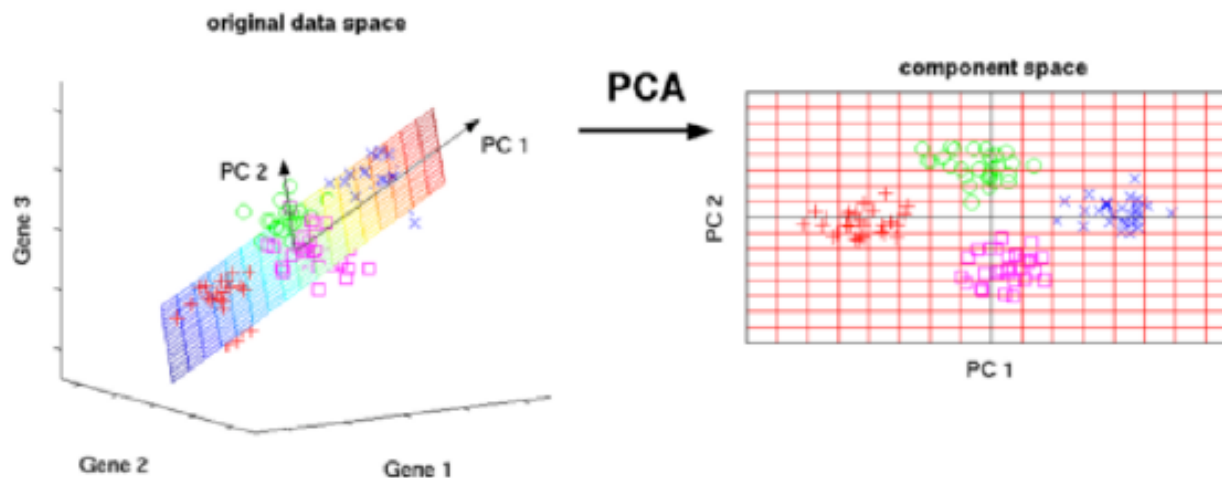 original data space
PC 1
PC 2
Gene 3
Gene 2
Gene 1
PCA
component space
PC 2
PC 1